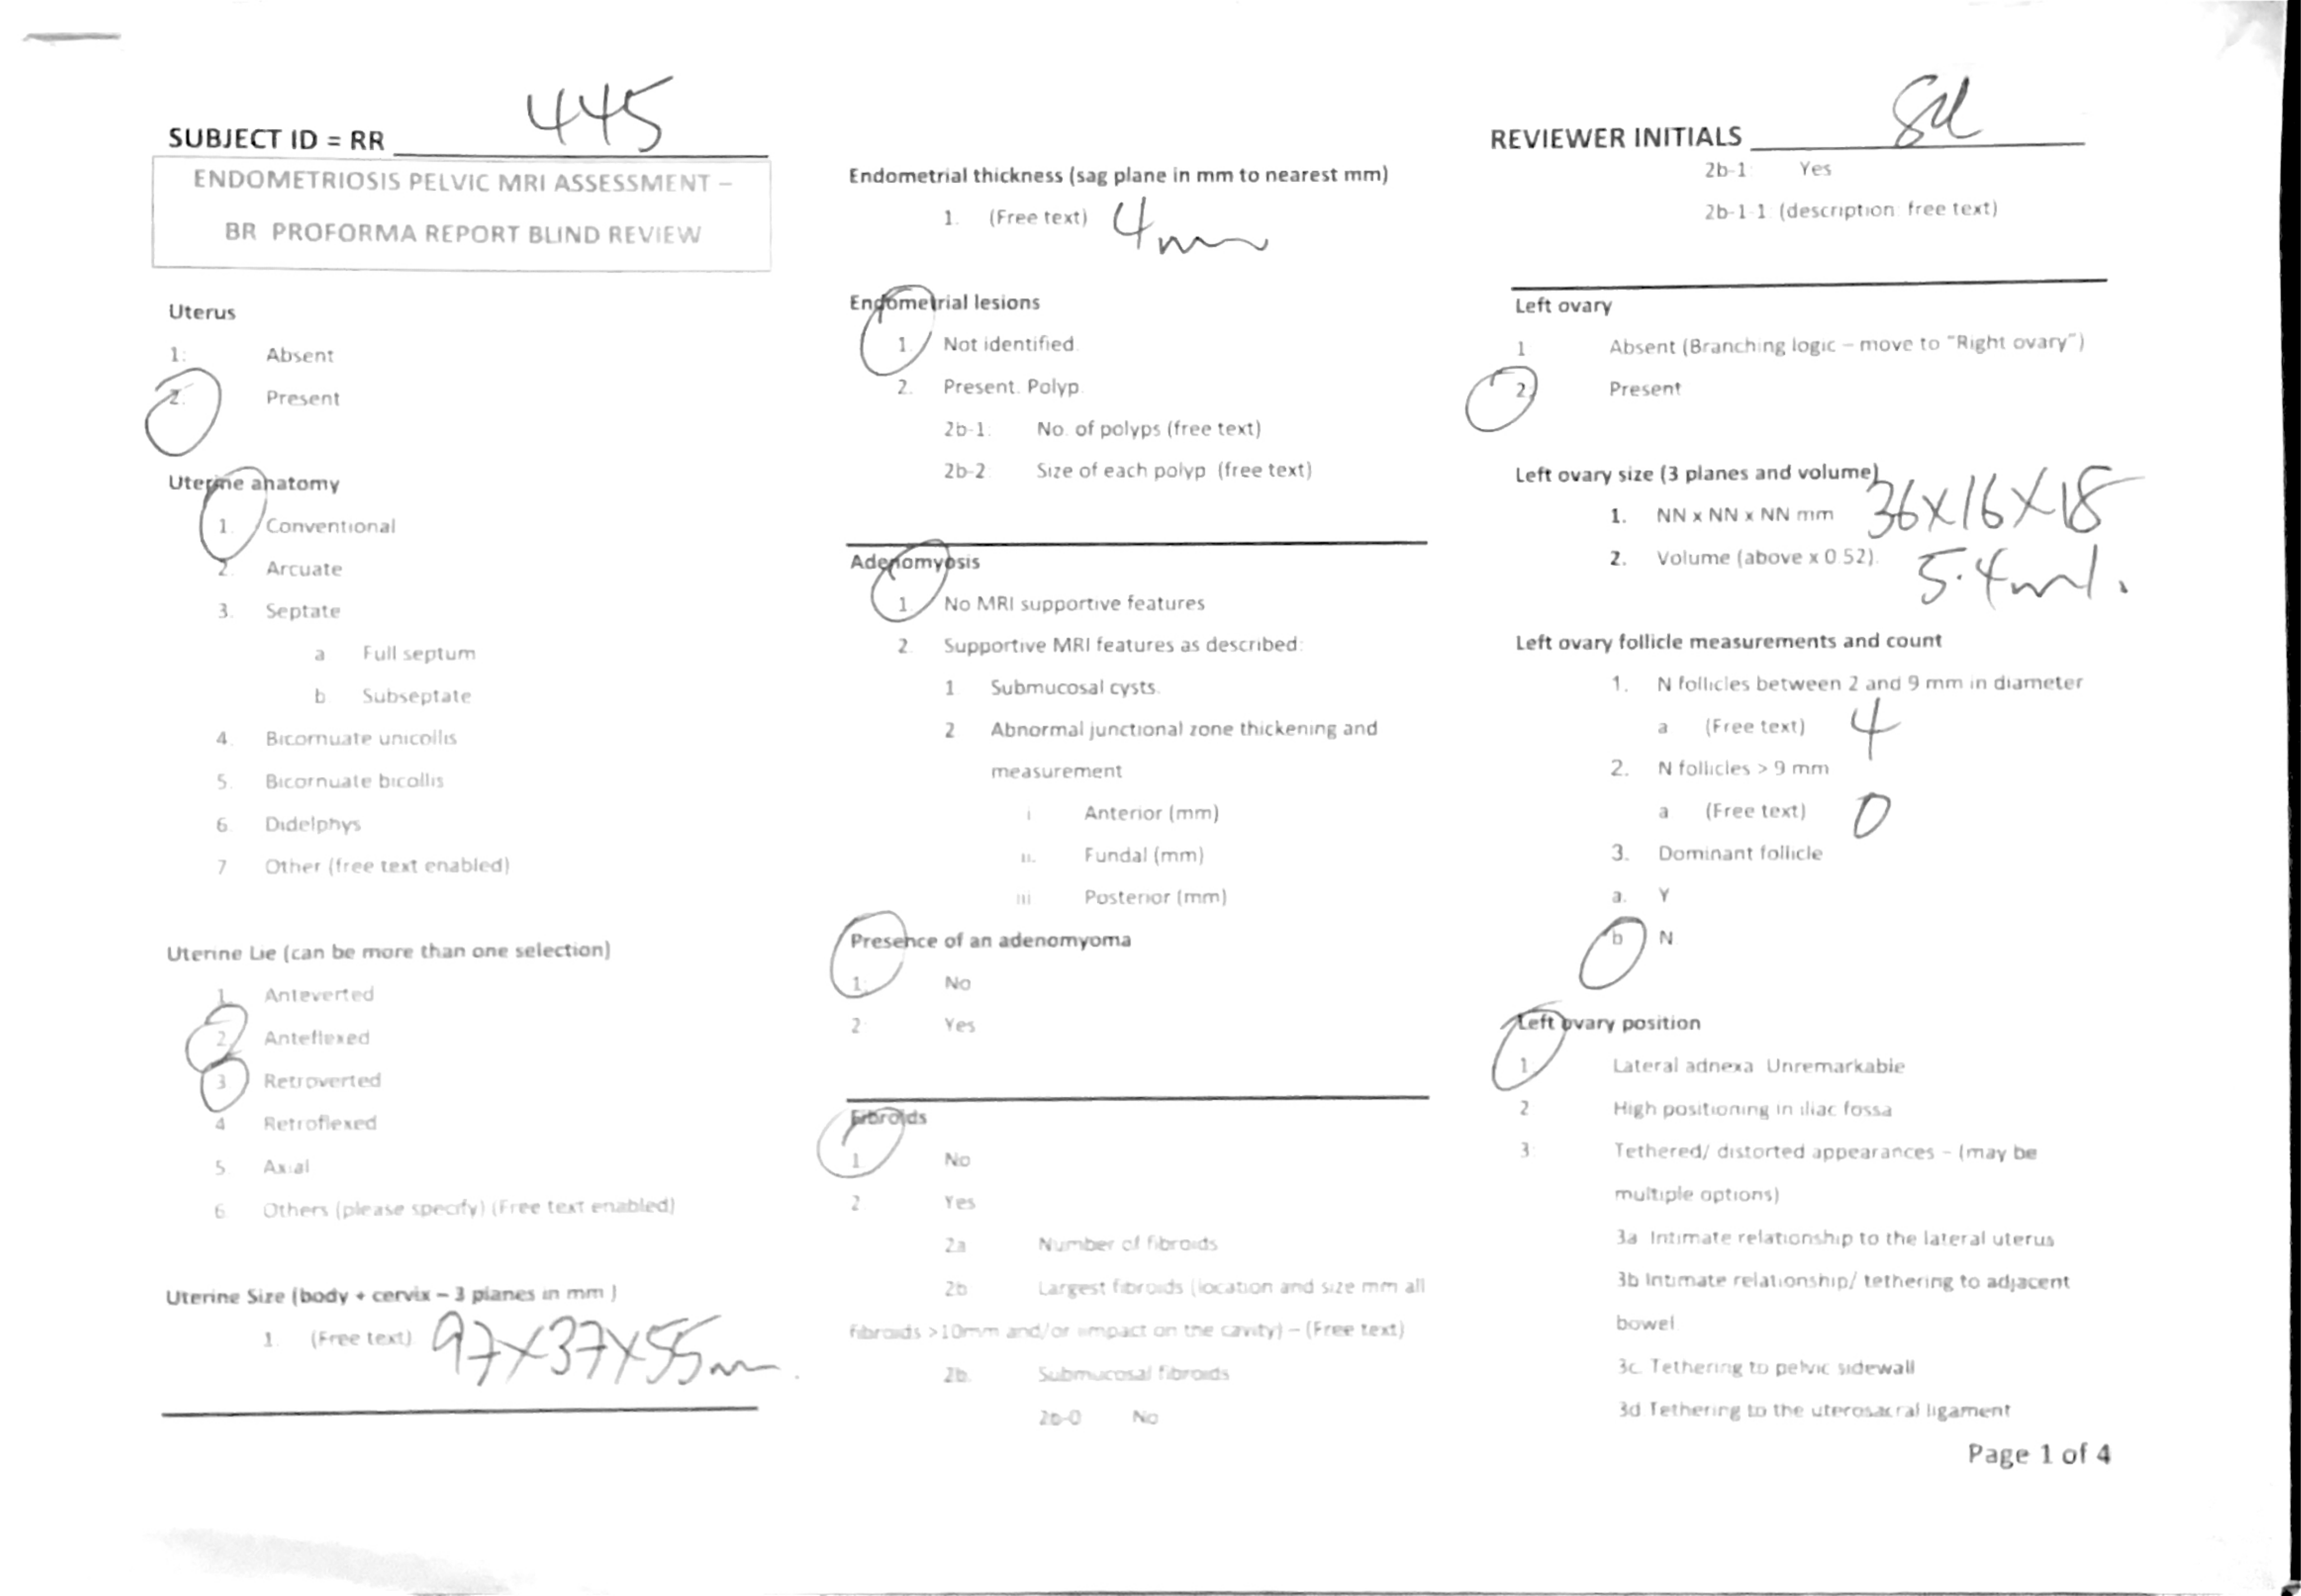 SUBJECT ID = RR 445
ENDOMETRIOSIS PELVIC MRI ASSESSMENT –
BR PROFORMA REPORT BLIND REVIEW
Uterus
1: Absent
2. Present
Uterine anatomy
1. Conventional
2. Arcuate
3. Septate
a Full septum
b. Subseptate
4. Bicornuate unicollis
5. Bicornuate bicollis
6. Didelphys
7 Other (free text enabled)
Uterine Lie (can be more than one selection)
1. Anteverted
2. Anteflexed
3 Retroverted
4 Retroflexed
5. Axial
6. Others (please specify) (Free text enabled)
Uterine Size (body + cervix – 3 planes in mm )
1. (Free text) 97x37x55mm.
Endometrial thickness (sag plane in mm to nearest mm)
1. (Free text) 4mm
Endometrial lesions
1. Not identified.
2. Present. Polyp.
2b-1: No. of polyps (free text)
2b-2: Size of each polyp (free text)
Adenomyosis
1. No MRI supportive features
2. Supportive MRI features as described:
1 Submucosal cysts.
2 Abnormal junctional zone thickening and
measurement
i Anterior (mm)
ii. Fundal (mm)
iii Posterior (mm)
Presence of an adenomyoma
1: No
2: Yes
Fibroids
1 No
2 Yes
2a Number of fibroids
2b Largest fibroids (location and size mm all
fibroids >10mm and/or impact on the cavity) – (Free text)
2b. Submucosal fibroids
2b-0 No
REVIEWER INITIALS
2b-1: Yes
2b-1-1: (description: free text)
Left ovary
1 Absent (Branching logic – move to "Right ovary")
2 Present
Left ovary size (3 planes and volume)
1. NN x NN x NN mm 36x16x18
2. Volume (above x 0.52). 5.4ml.
Left ovary follicle measurements and count
1. N follicles between 2 and 9 mm in diameter
a (Free text) 4
2. N follicles > 9 mm
a (Free text) 0
3. Dominant follicle
a. Y
b N
Left ovary position
1: Lateral adnexa Unremarkable
2 High positioning in iliac fossa
3: Tethered/ distorted appearances – (may be
multiple options)
3a Intimate relationship to the lateral uterus
3b Intimate relationship/ tethering to adjacent
bowel
3c. Tethering to pelvic sidewall
3d.Tethering to the uterosacral ligament
Page 1 of 4